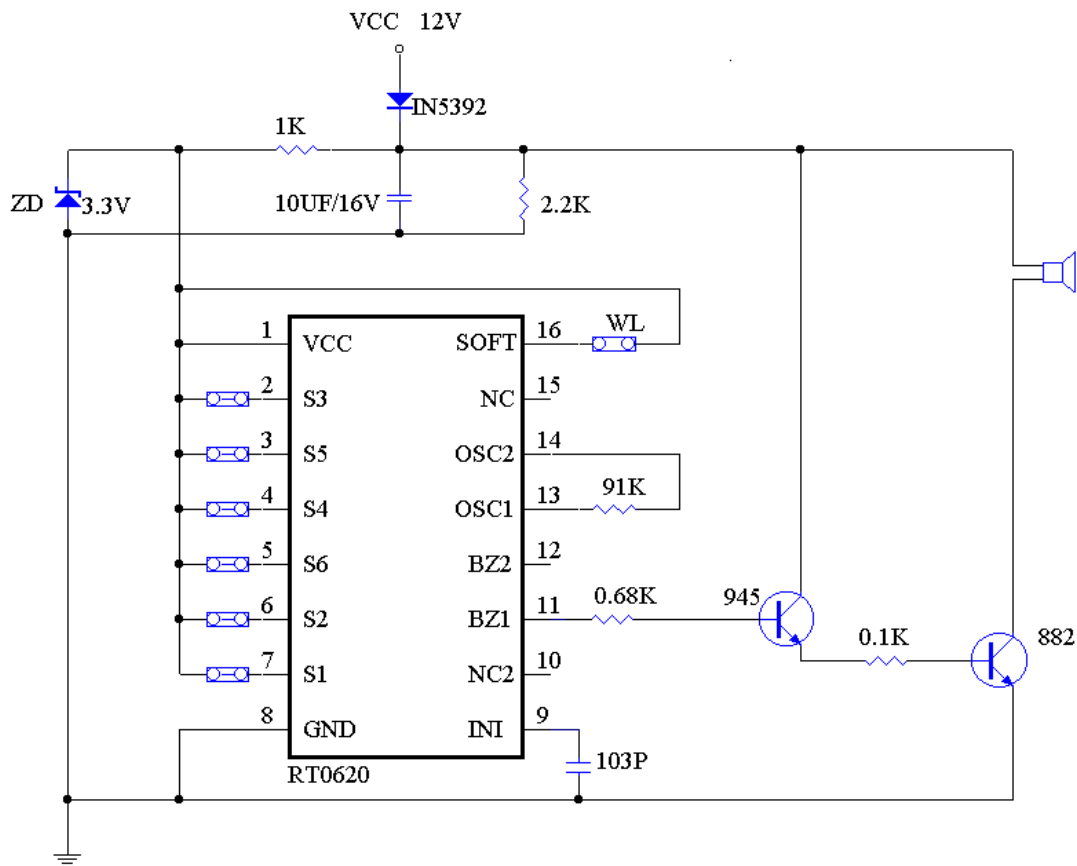 VCC 12V
IN5392
1K
ZD 3.3V
10UF/16V
2.2K
1 VCC SOFT 16 WL
2 S3 NC 15
3 S5 OSC2 14
4 S4 OSC1 13 91K
5 S6 BZ2 12
6 S2 BZ1 11 0.68K 945
0.1K 882
7 S1 NC2 10
8 GND INI 9
103P
RT0620